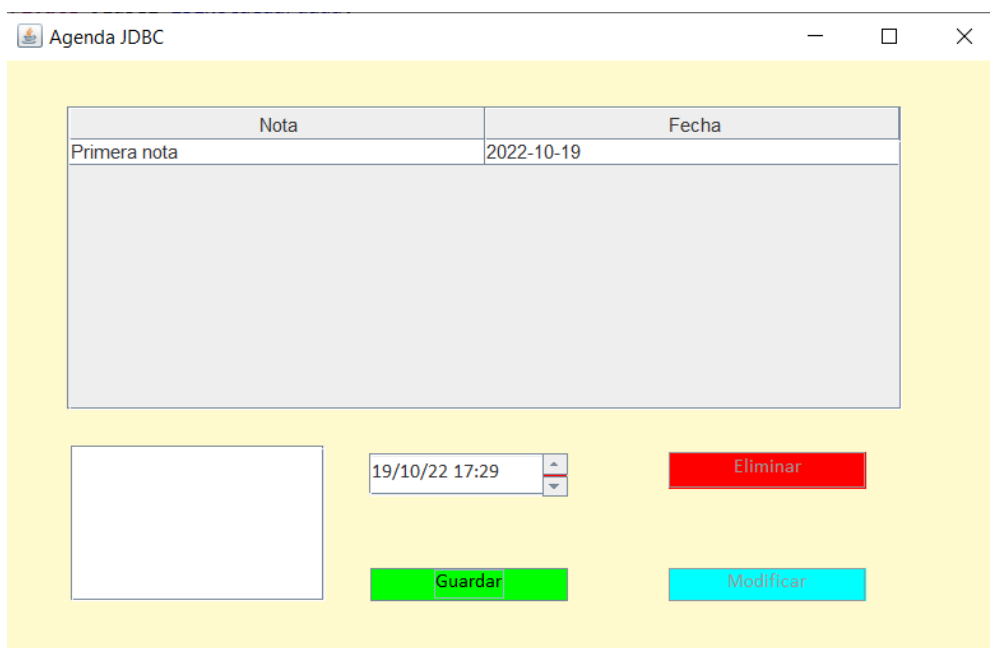 Agenda JDBC
Nota Fecha
Primera nota 2022-10-19
19/10/22 17:29 Eliminar
Guardar Modificar